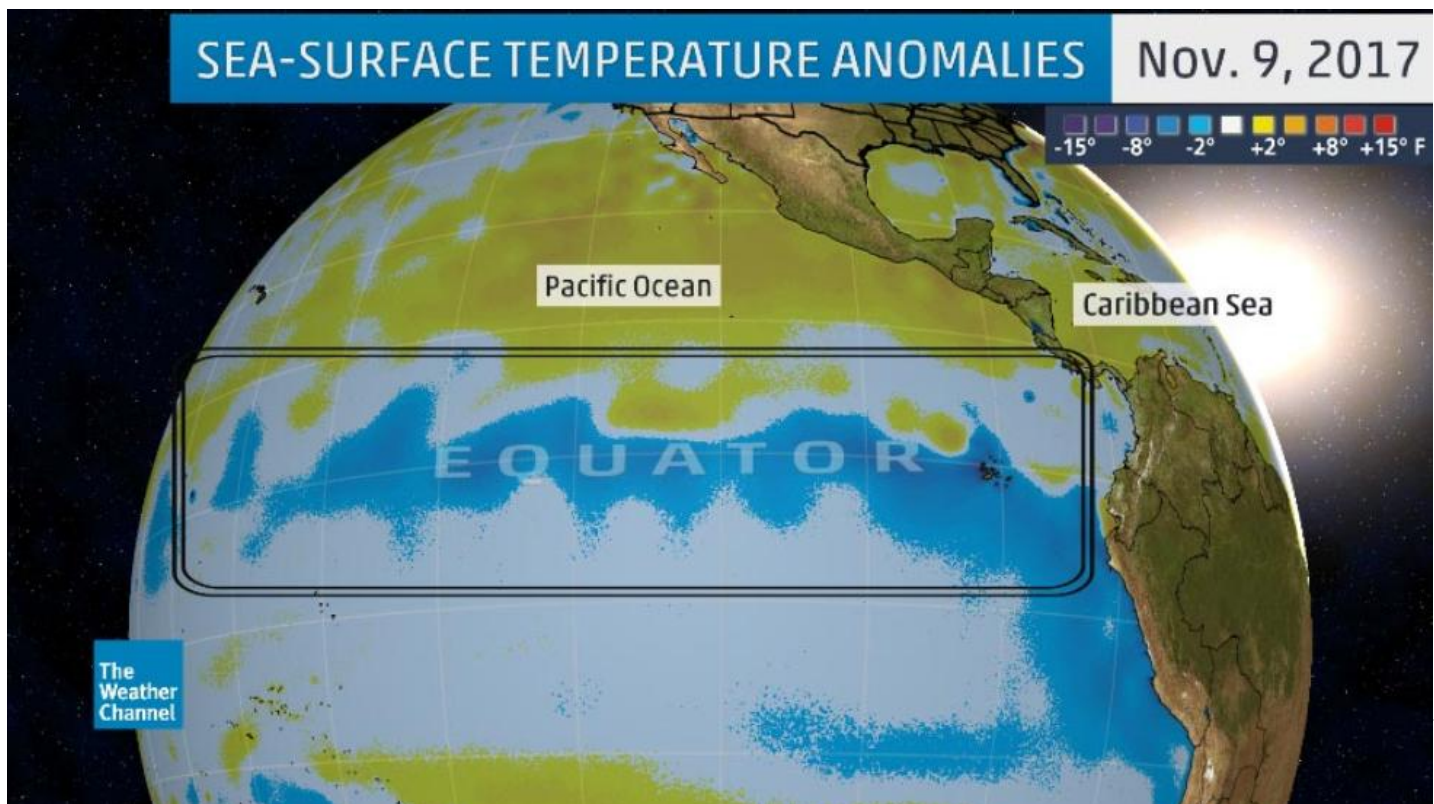 SEA-SURFACE TEMPERATURE ANOMALIES
Nov. 9, 2017
-15° -8° -2° +2° +8° +15° F
Pacific Ocean
Caribbean Sea
EQUATOR
The
Weather
Channel